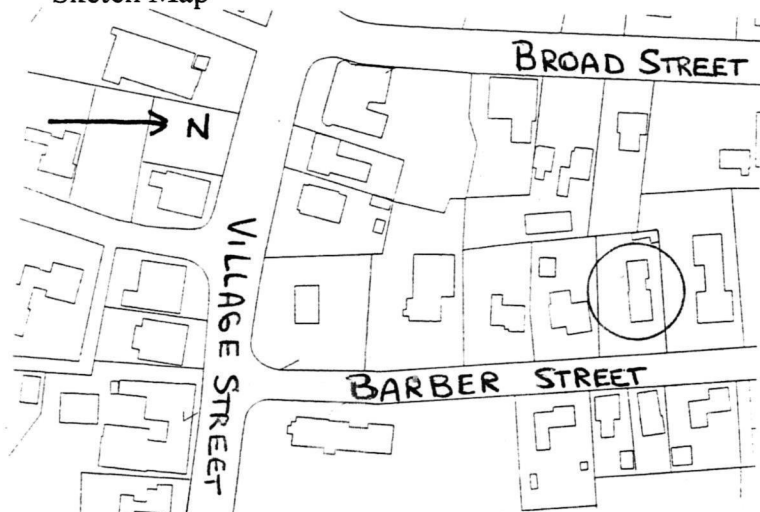 Sketch Map
BROAD STREET
N
VILLAGE STREET
BARBER STREET